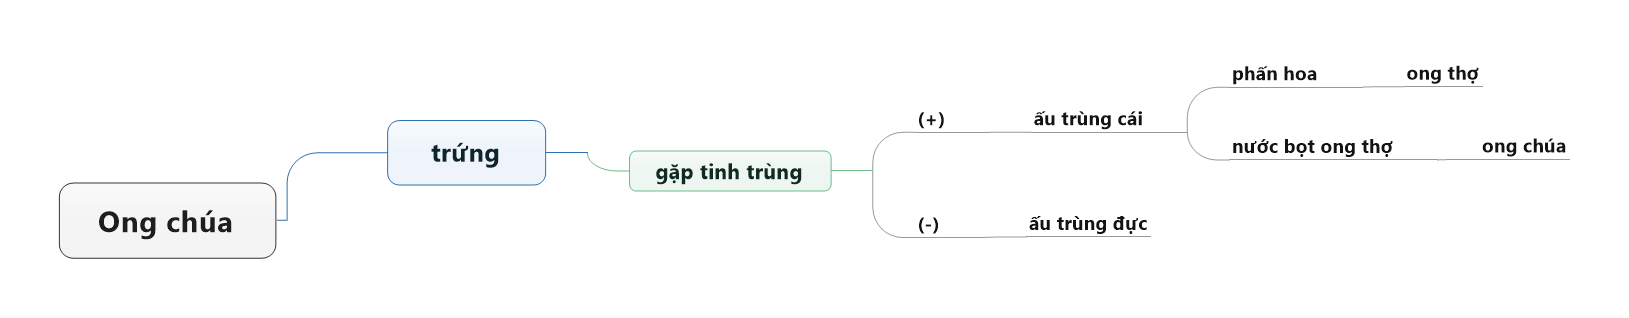 Ong chúa
trứng
gặp tinh trùng
(+)
ấu trùng cái
phấn hoa
ong thợ
nước bọt ong thợ
ong chúa
(-)
ấu trùng đực